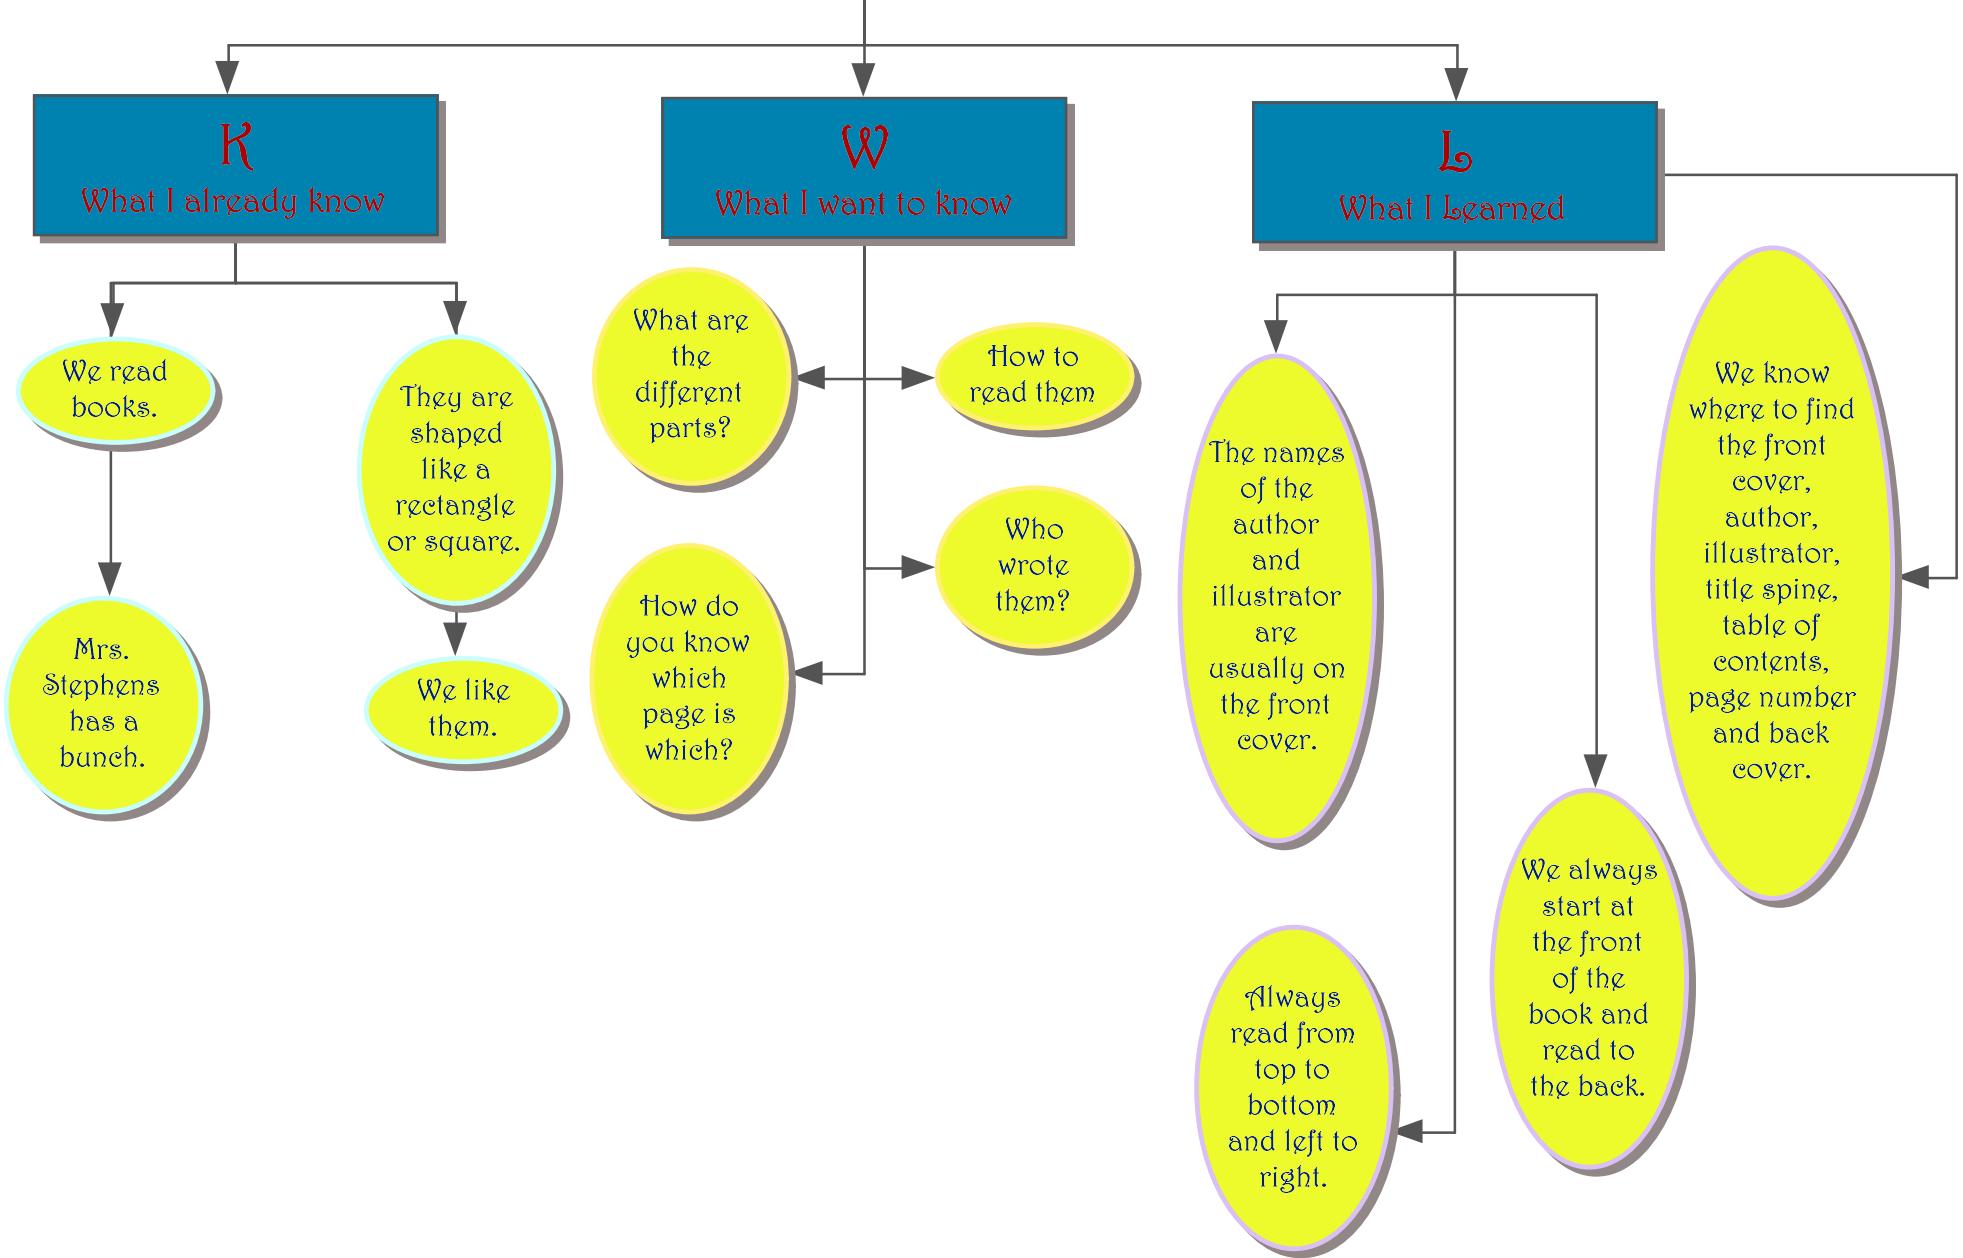 K
What I already know
We read
books.
Mrs.
Stephens
has a
bunch.
They are
shaped
like a
rectangle
or square.
We like
them.
W
What I want to know
What are
the
different
parts?
How to
read them
Who
wrote
them?
How do
you know
which
page is
which?
L
What I Learned
The names
of the
author
and
illustrator
are
usually on
the front
cover.
Always
read from
top to
bottom
and left to
right.
We always
start at
the front
of the
book and
read to
the back.
We know
where to find
the front
cover,
author,
illustrator,
title spine,
table of
contents,
page number
and back
cover.